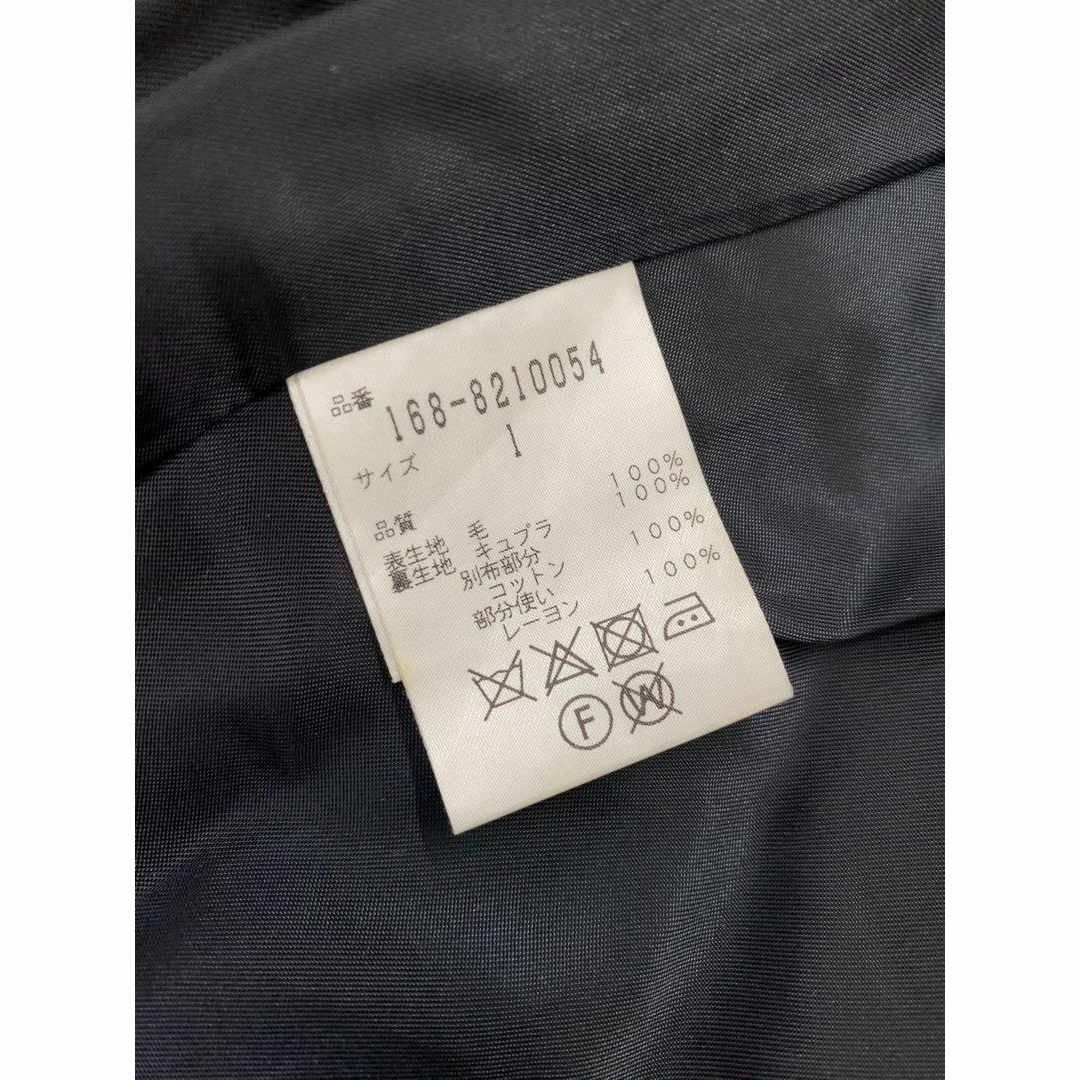 品番 168-8210054
サイズ 1
品質
表生地 毛 100%
裏生地 キュプラ 100%
別布部分
コットン 100%
部分使い
レーヨン 100%
F W